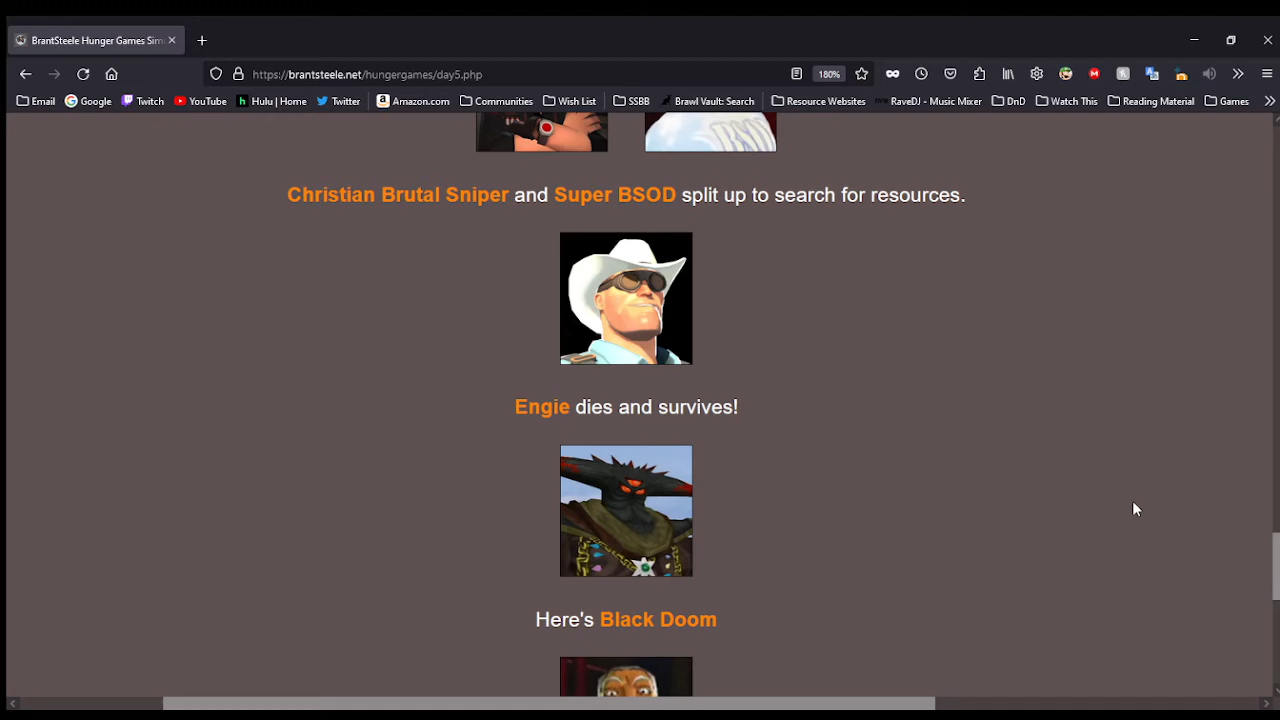 BrantSteele Hunger Games Sim
https://brantsteele.net/hungergames/day5.php
180%
Email Google Twitch YouTube Hulu | Home Twitter Amazon.com Communities Wish List SSBB Brawl Vault: Search Resource Websites RaveDJ - Music Mixer DnD Watch This Reading Material Games
Christian Brutal Sniper and Super BSOD split up to search for resources.
Engie dies and survives!
Here's Black Doom